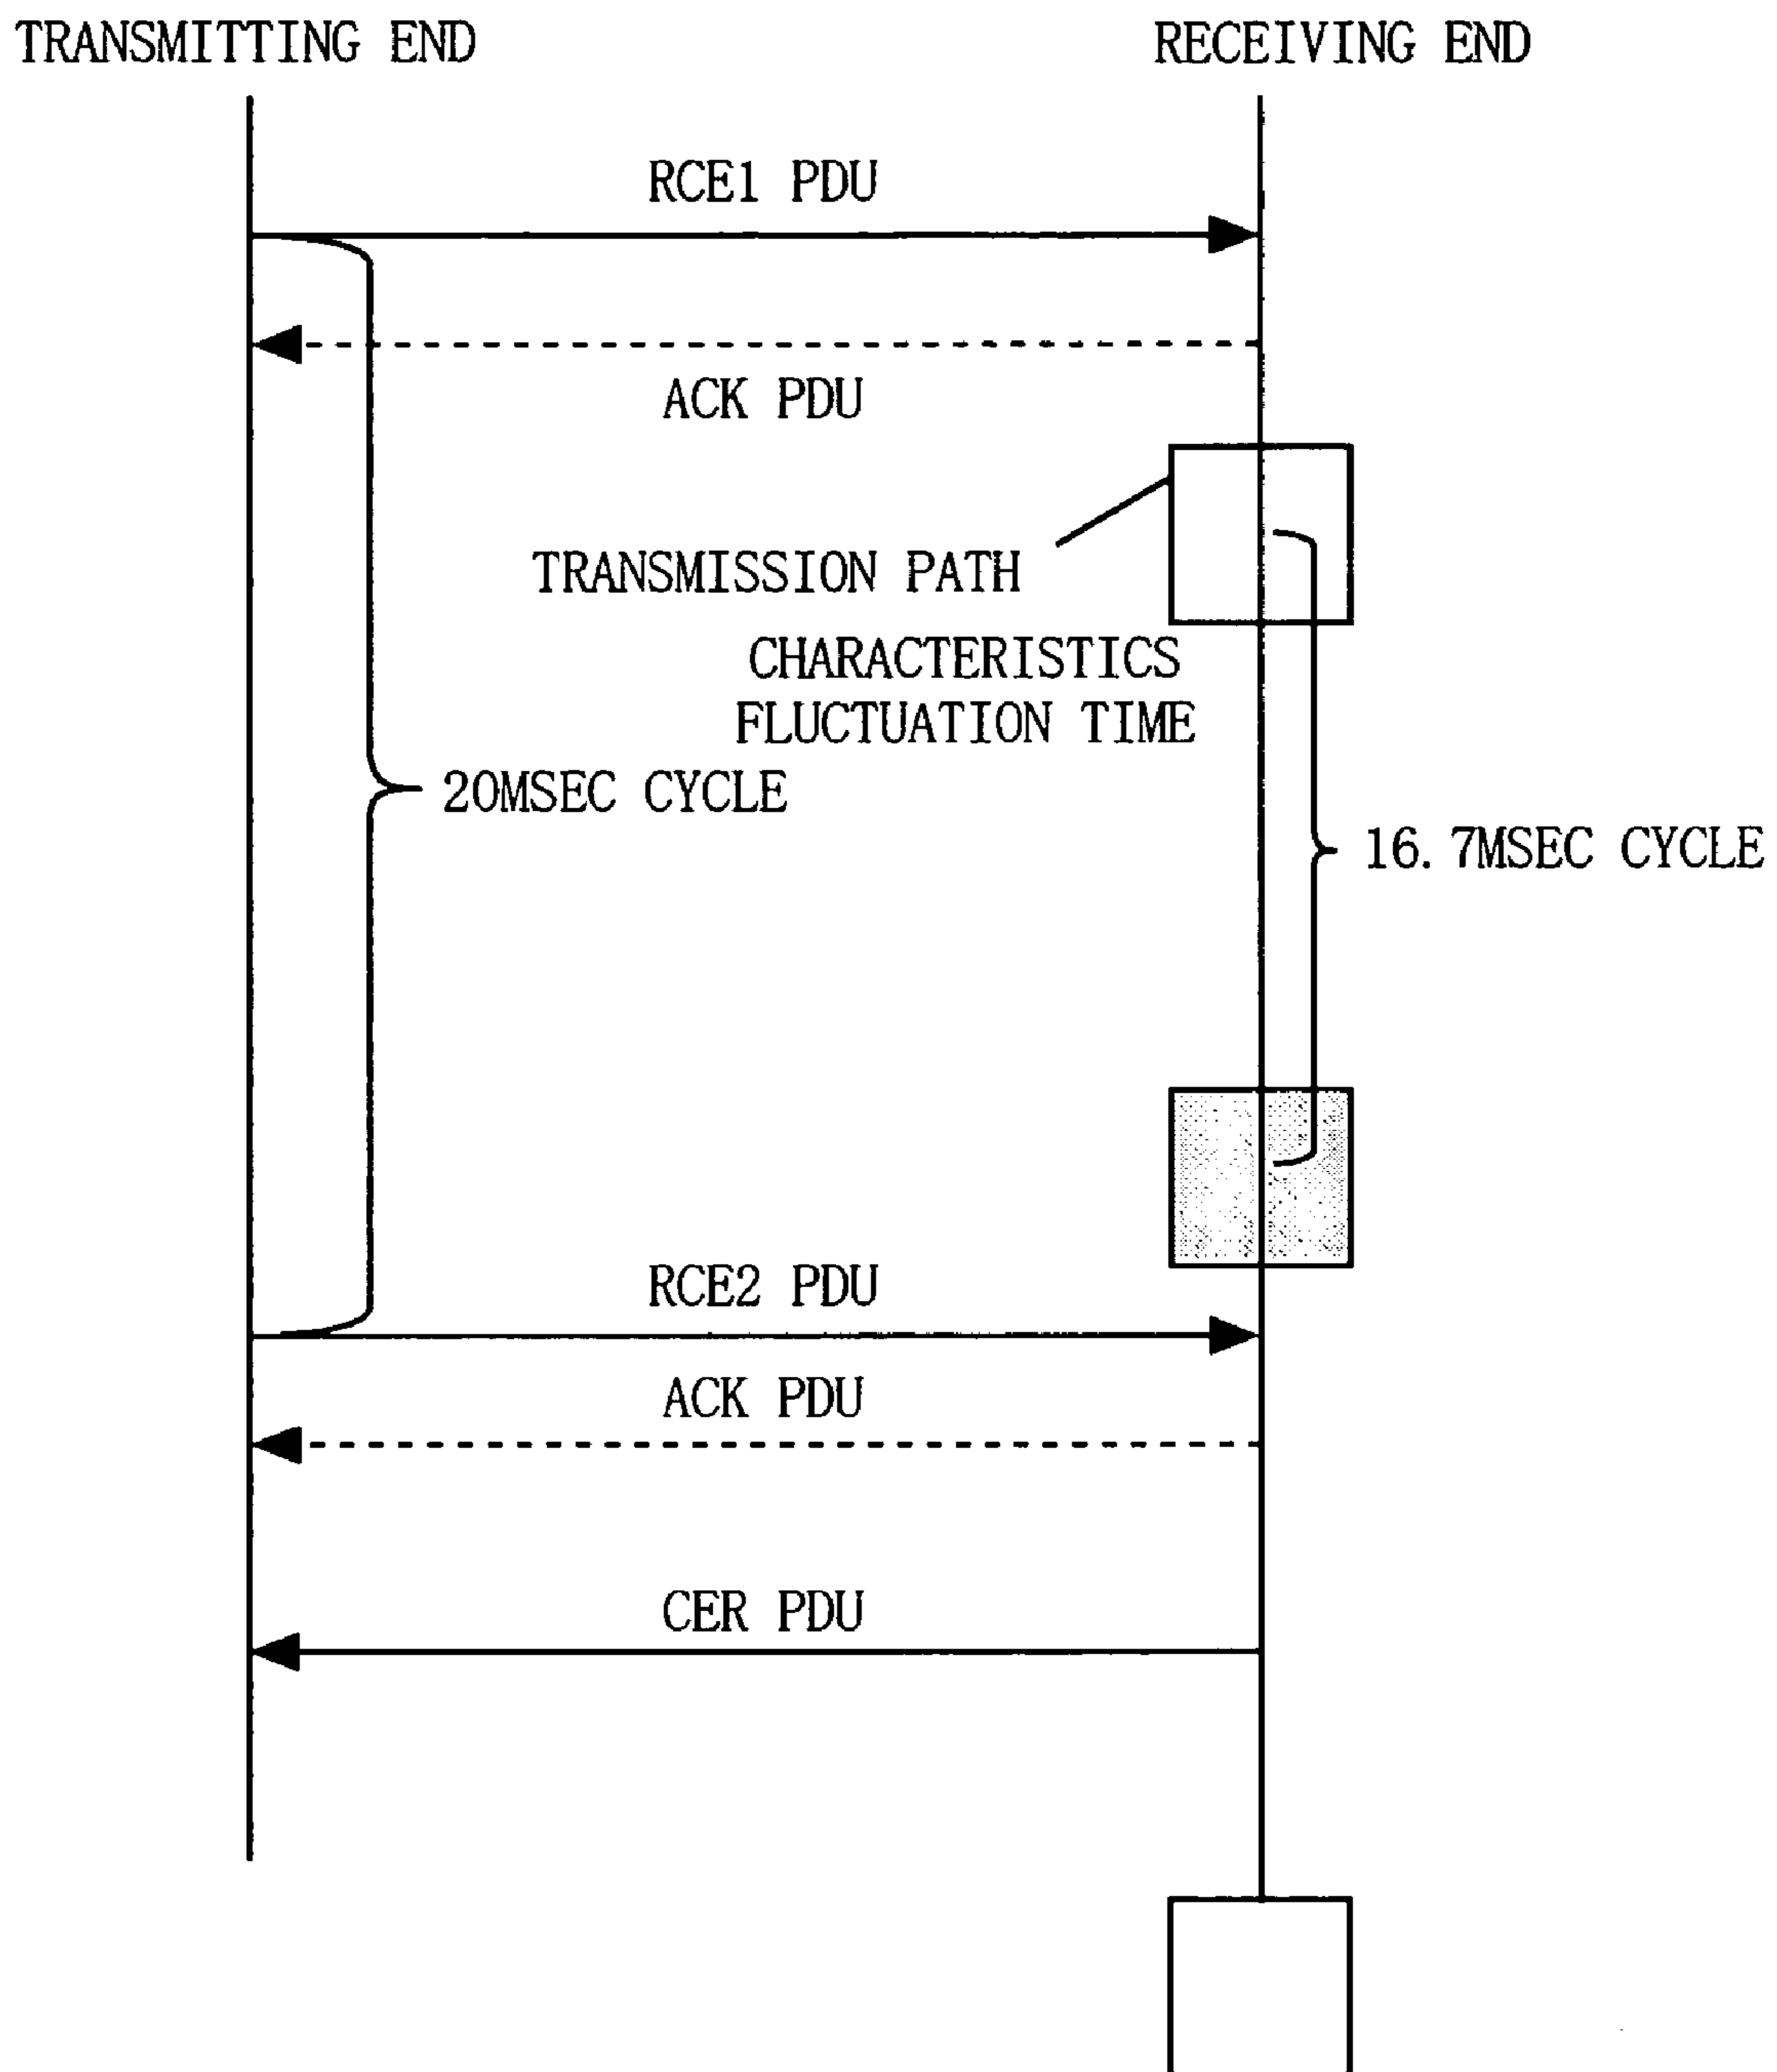 TRANSMITTING END
RECEIVING END
RCE1 PDU
ACK PDU
TRANSMISSION PATH
CHARACTERISTICS
FLUCTUATION TIME
20MSEC CYCLE
16.7MSEC CYCLE
RCE2 PDU
ACK PDU
CER PDU